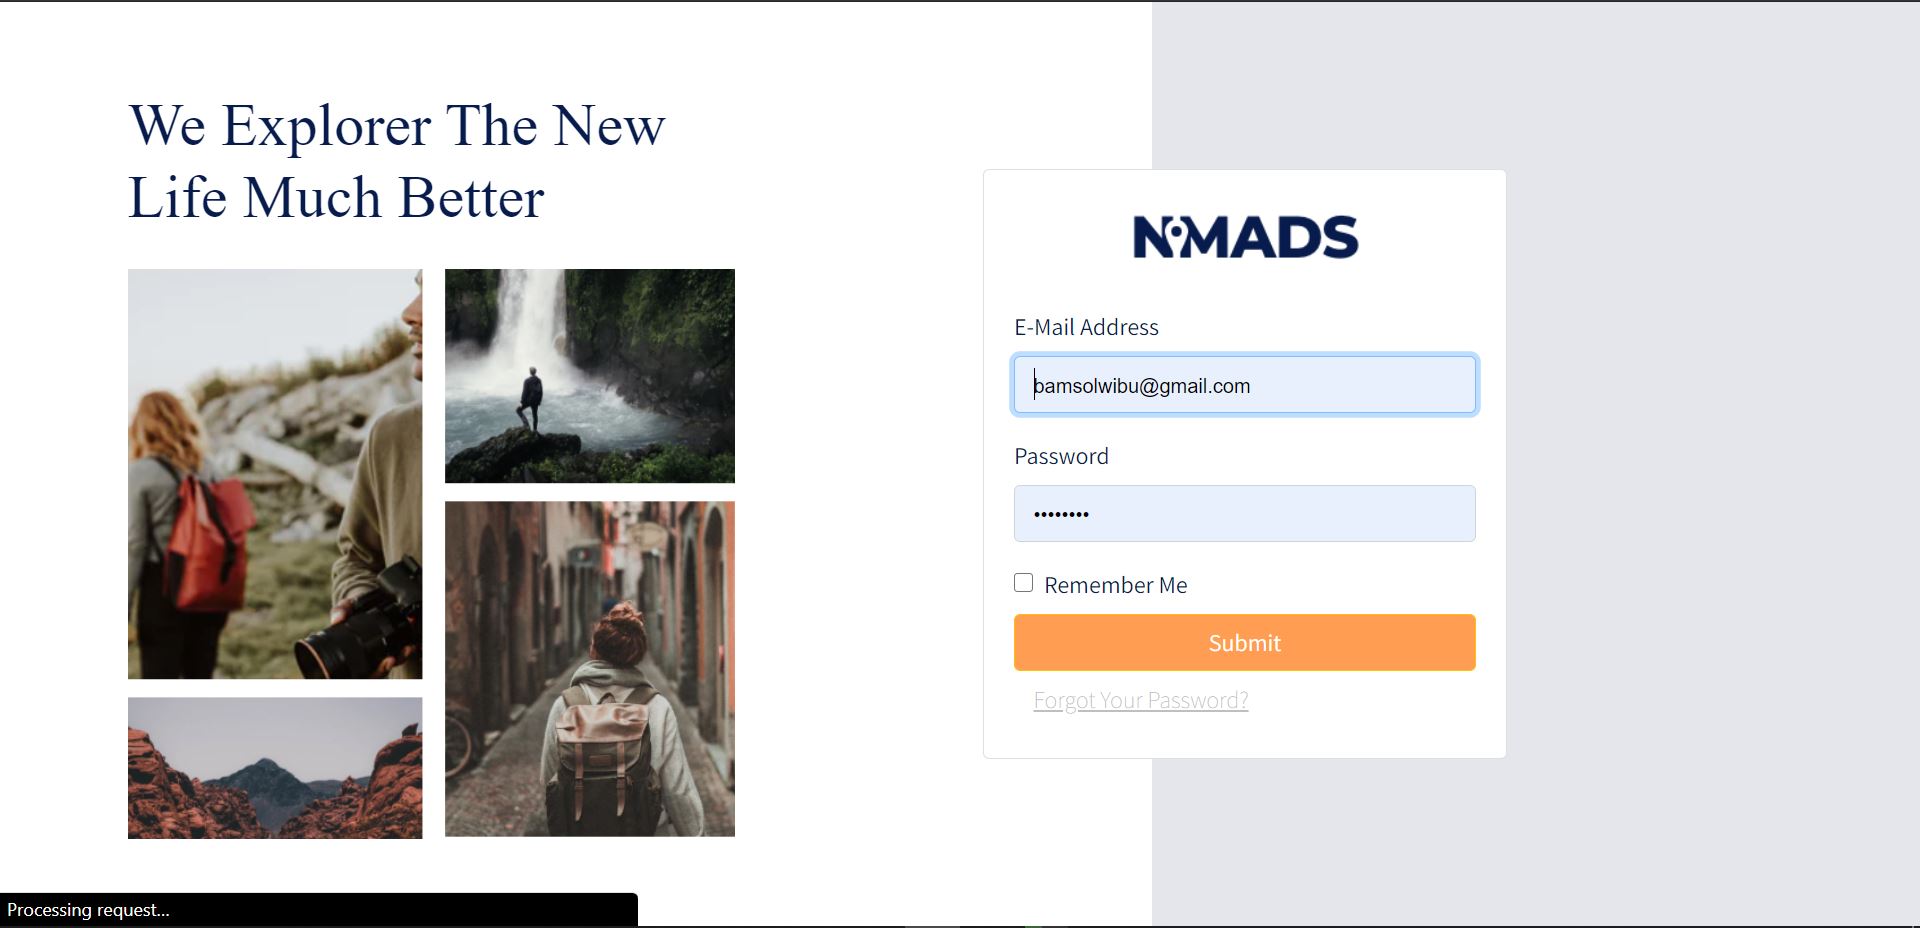 We Explorer The New
Life Much Better
NOMADS
E-Mail Address
bamsolwibu@gmail.com
Password
••••••••
Remember Me
Submit
Forgot Your Password?
Processing request...